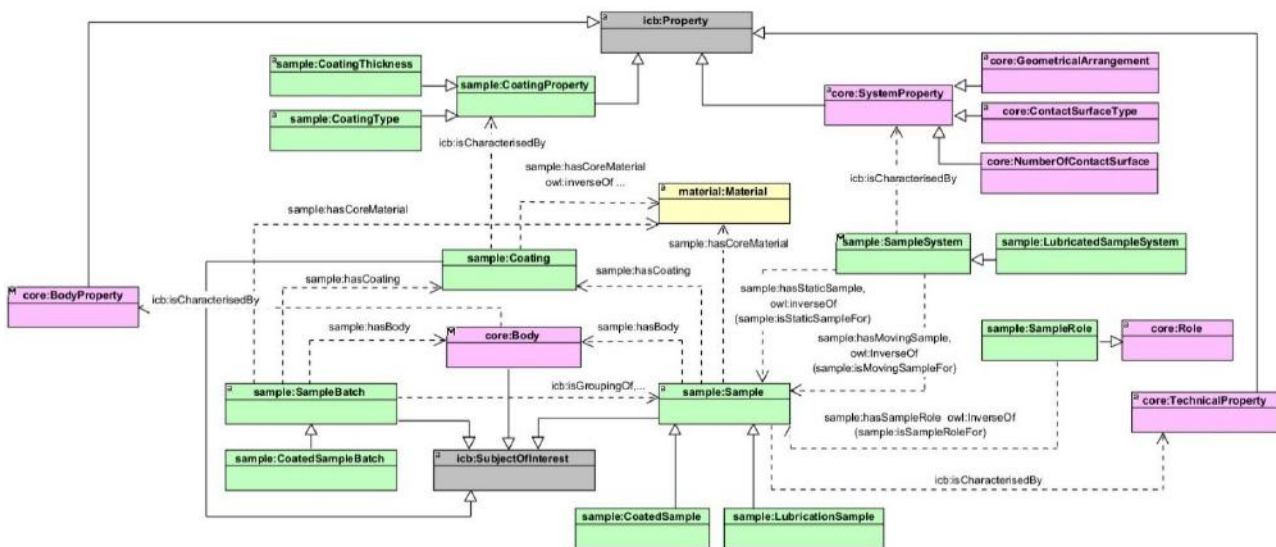 icb:Property
sample:CoatingThickness
core:GeometricalArrangement
sample:CoatingProperty
core:SystemProperty
sample:CoatingType
core:ContactSurfaceType
icb:isCharacterisedBy
sample:hasCoreMaterial
owl:inverseOf ...
core:NumberOfContactSurface
icb:isCharacterisedBy
material:Material
sample:hasCoreMaterial
sample:hasCoreMaterial
sample:SampleSystem
sample:LubricatedSampleSystem
sample:Coating
sample:hasCoating
sample:hasCoating
core:BodyProperty
icb:isCharacterisedBy
sample:hasStaticSample,
owl:inverseOf
(sample:isStaticSampleFor)
sample:hasBody
core:Body
sample:hasBody
sample:SampleRole
core:Role
sample:hasMovingSample,
owl:InverseOf
(sample:isMovingSampleFor)
sample:SampleBatch
icb:isGroupingOf,...
sample:Sample
core:TechnicalProperty
sample:hasSampleRole owl:InverseOf
(sample:isSampleRoleFor)
sample:CoatedSampleBatch
icb:SubjectOfInterest
icb:isCharacterisedBy
sample:CoatedSample
sample:LubricationSample